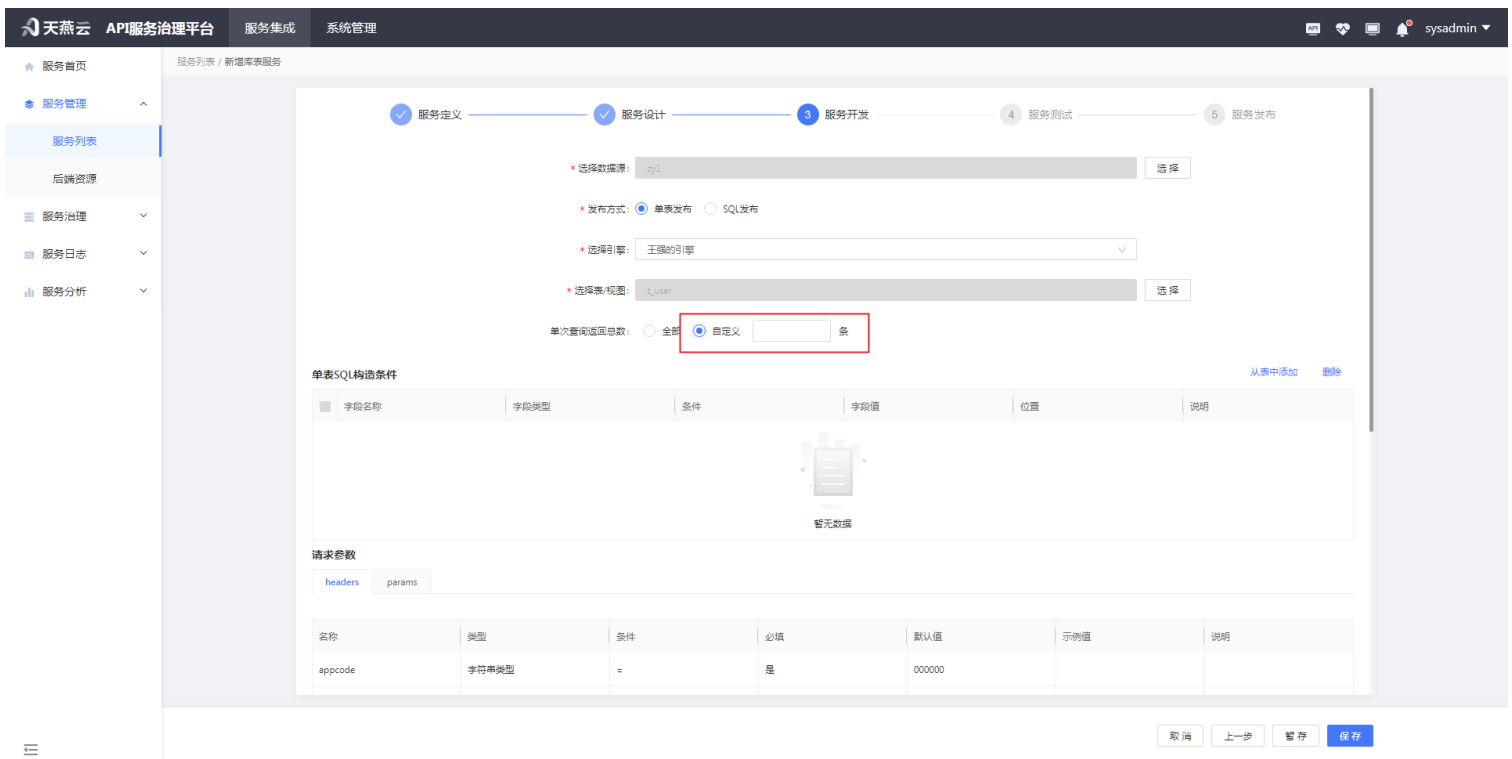 天燕云 API服务治理平台 服务集成 系统管理 API sysadmin
服务首页
服务管理
服务列表
后端资源
服务治理
服务日志
服务分析
服务列表 / 新增库表服务
服务定义 服务设计 3 服务开发 4 服务测试 5 服务发布
* 选择数据源: zy1 选择
* 发布方式: 单表发布 SQL发布
* 选择引擎: 王强的引擎
* 选择表/视图: t_user 选择
单次查询返回总数: 全部 自定义 条
单表SQL构造条件 从表中添加 删除
字段名称 字段类型 条件 字段值 位置 说明
暂无数据
请求参数
headers params
名称 类型 条件 必填 默认值 示例值 说明
appcode 字符串类型 = 是 000000
取消 上一步 暂存 保存